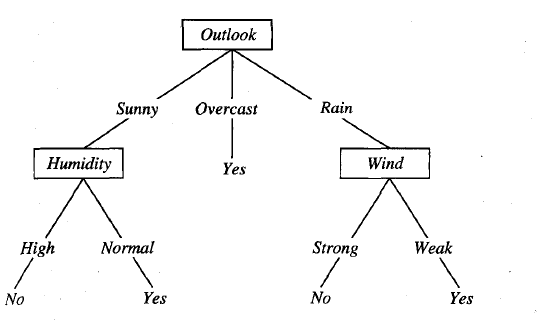 Outlook
Sunny Overcast Rain
Humidity Yes Wind
High Normal Strong Weak
No Yes No Yes